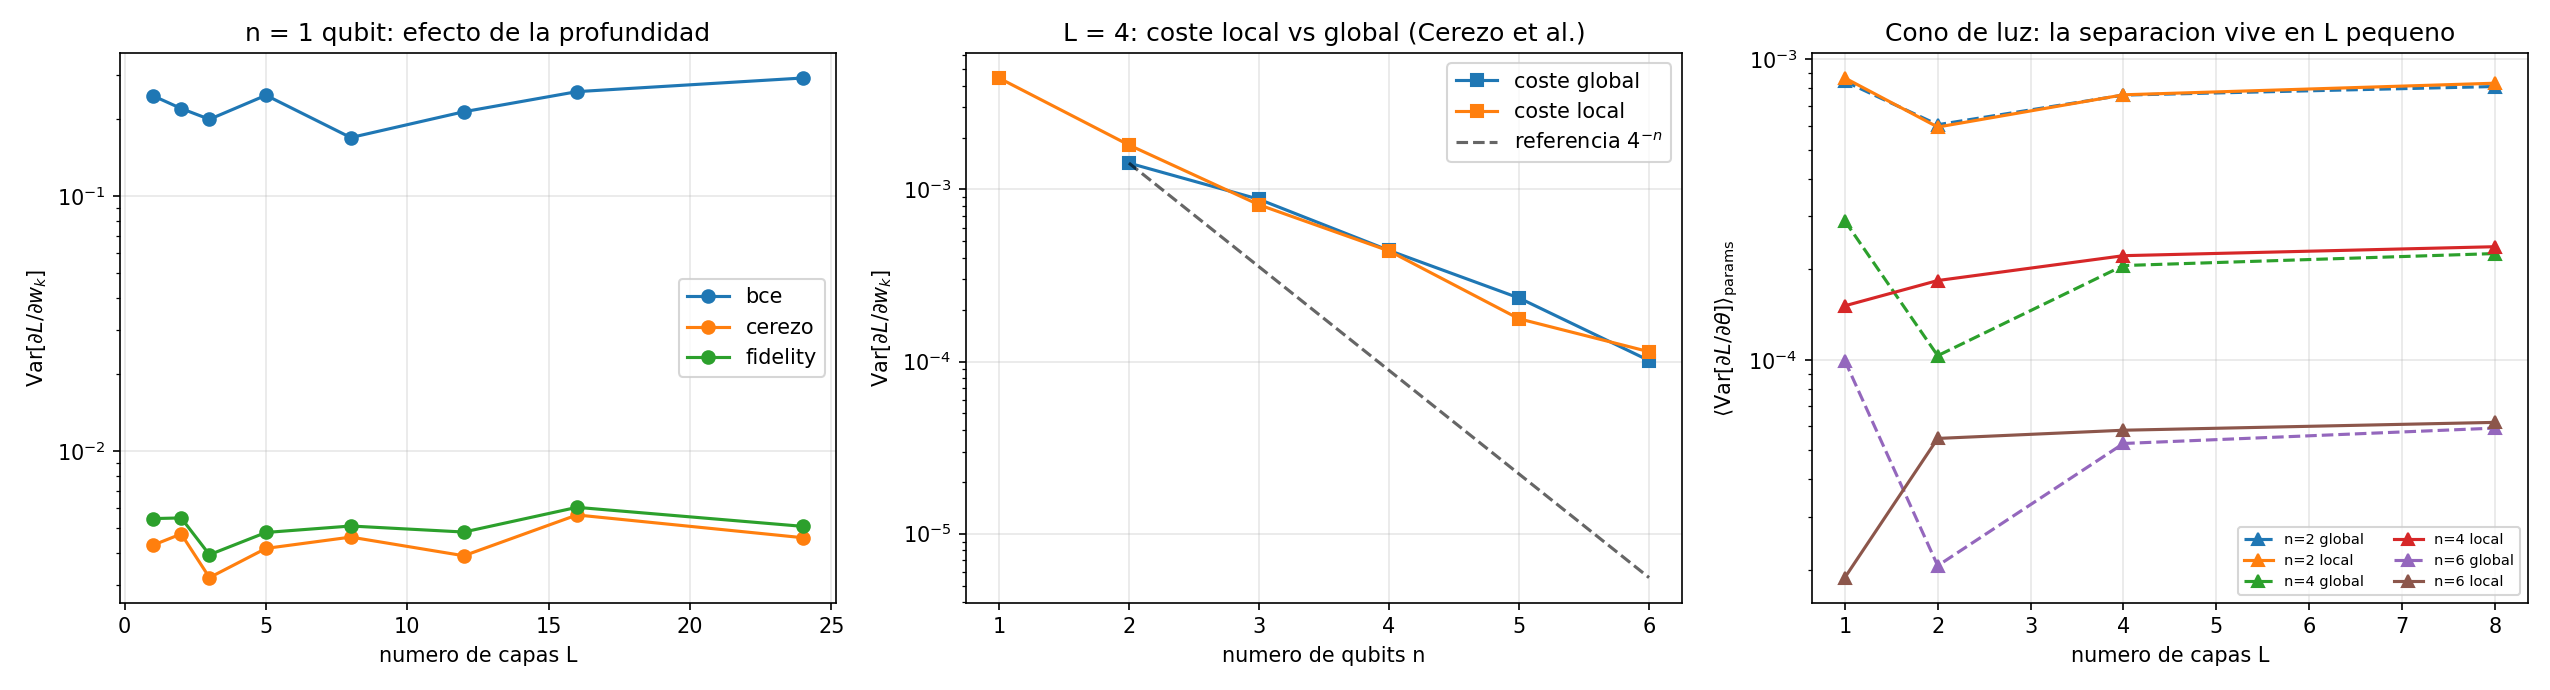 n = 1 qubit: efecto de la profundidad
Var[∂L/∂w_k]
10^{-1}
10^{-2}
bce
cerezo
fidelity
0 5 10 15 20 25
numero de capas L
L = 4: coste local vs global (Cerezo et al.)
Var[∂L/∂w_k]
10^{-3}
10^{-4}
10^{-5}
coste global
coste local
referencia 4^{-n}
1 2 3 4 5 6
numero de qubits n
Cono de luz: la separacion vive en L pequeno
⟨Var[∂L/∂θ]⟩_params
10^{-3}
10^{-4}
n=2 global
n=2 local
n=4 global
n=4 local
n=6 global
n=6 local
1 2 3 4 5 6 7 8
numero de capas L